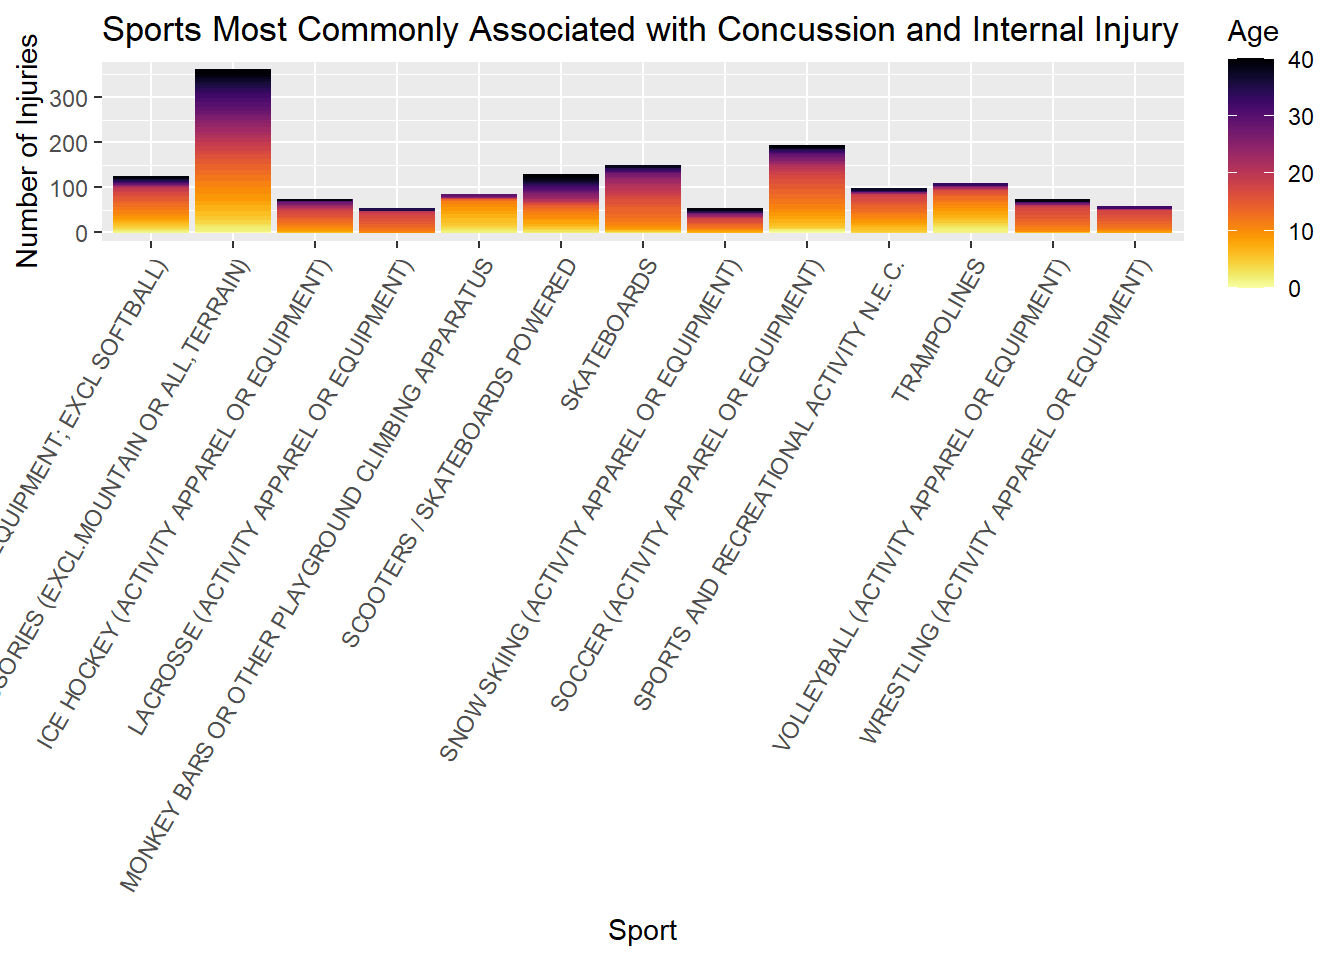 Sports Most Commonly Associated with Concussion and Internal Injury
Number of Injuries
300
200
100
0
EQUIPMENT; EXCL SOFTBALL)
SORIES (EXCL.MOUNTAIN OR ALL, TERRAIN)
ICE HOCKEY (ACTIVITY APPAREL OR EQUIPMENT)
LACROSSE (ACTIVITY APPAREL OR EQUIPMENT)
MONKEY BARS OR OTHER PLAYGROUND CLIMBING APPARATUS
SCOOTERS / SKATEBOARDS POWERED
SKATEBOARDS
SNOW SKIING (ACTIVITY APPAREL OR EQUIPMENT)
SOCCER (ACTIVITY APPAREL OR EQUIPMENT)
SPORTS AND RECREATIONAL ACTIVITY N.E.C.
TRAMPOLINES
VOLLEYBALL (ACTIVITY APPAREL OR EQUIPMENT)
WRESTLING (ACTIVITY APPAREL OR EQUIPMENT)
Sport
Age
40
30
20
10
0